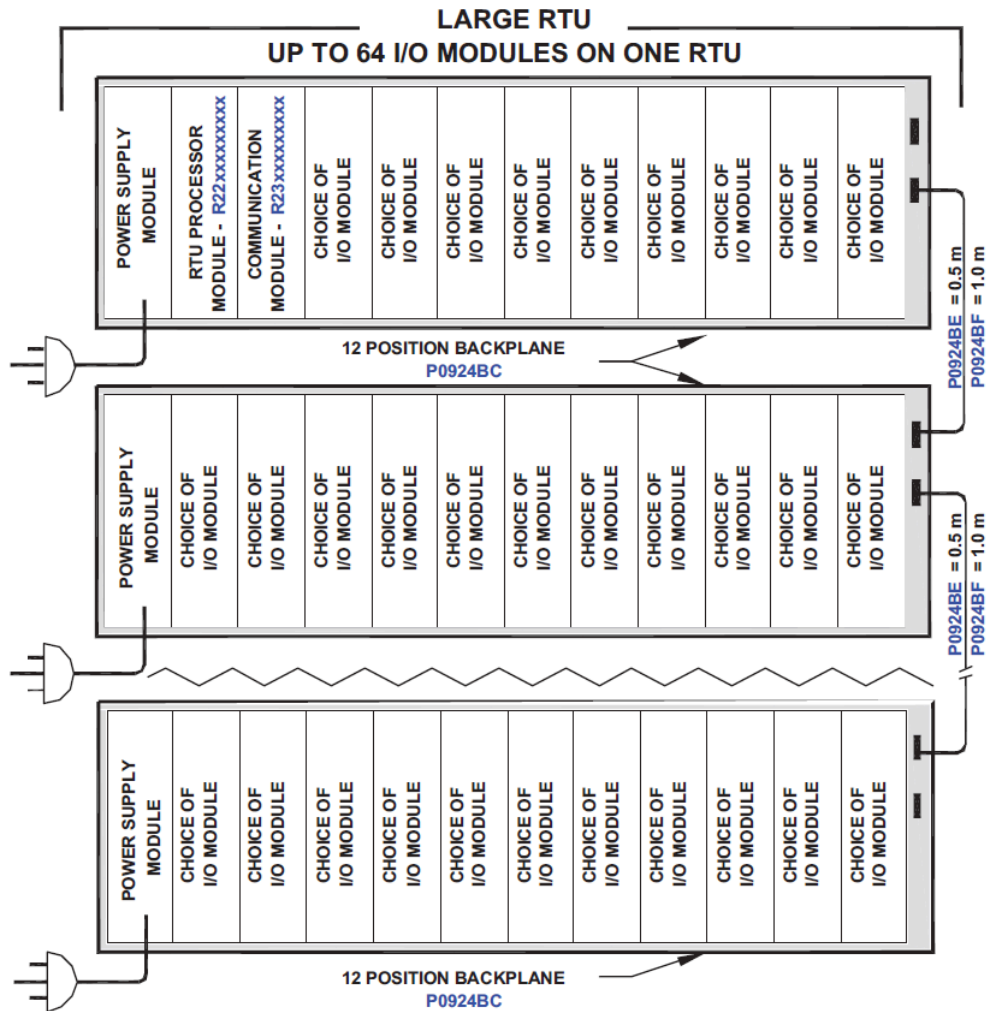 LARGE RTU
UP TO 64 I/O MODULES ON ONE RTU
POWER SUPPLY
MODULE
RTU PROCESSOR
MODULE - R22xxxxxxxxx
COMMUNICATION
MODULE - R23xxxxxxxxx
CHOICE OF
I/O MODULE
CHOICE OF
I/O MODULE
CHOICE OF
I/O MODULE
CHOICE OF
I/O MODULE
CHOICE OF
I/O MODULE
CHOICE OF
I/O MODULE
CHOICE OF
I/O MODULE
CHOICE OF
I/O MODULE
CHOICE OF
I/O MODULE
P0924BE = 0.5 m
P0924BF = 1.0 m
12 POSITION BACKPLANE
P0924BC
POWER SUPPLY
MODULE
CHOICE OF
I/O MODULE
CHOICE OF
I/O MODULE
CHOICE OF
I/O MODULE
CHOICE OF
I/O MODULE
CHOICE OF
I/O MODULE
CHOICE OF
I/O MODULE
CHOICE OF
I/O MODULE
CHOICE OF
I/O MODULE
CHOICE OF
I/O MODULE
CHOICE OF
I/O MODULE
CHOICE OF
I/O MODULE
P0924BE = 0.5 m
P0924BF = 1.0 m
POWER SUPPLY
MODULE
CHOICE OF
I/O MODULE
CHOICE OF
I/O MODULE
CHOICE OF
I/O MODULE
CHOICE OF
I/O MODULE
CHOICE OF
I/O MODULE
CHOICE OF
I/O MODULE
CHOICE OF
I/O MODULE
CHOICE OF
I/O MODULE
CHOICE OF
I/O MODULE
CHOICE OF
I/O MODULE
CHOICE OF
I/O MODULE
12 POSITION BACKPLANE
P0924BC